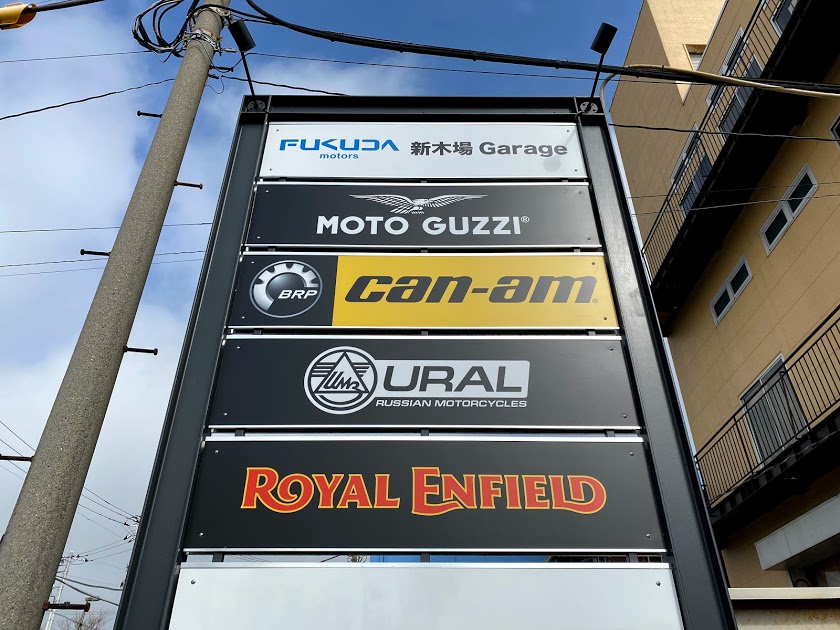 FUKUDA motors 新木場 Garage
MOTO GUZZI®
BRP can-am®
URAL
RUSSIAN MOTORCYCLES
ROYAL ENFIELD